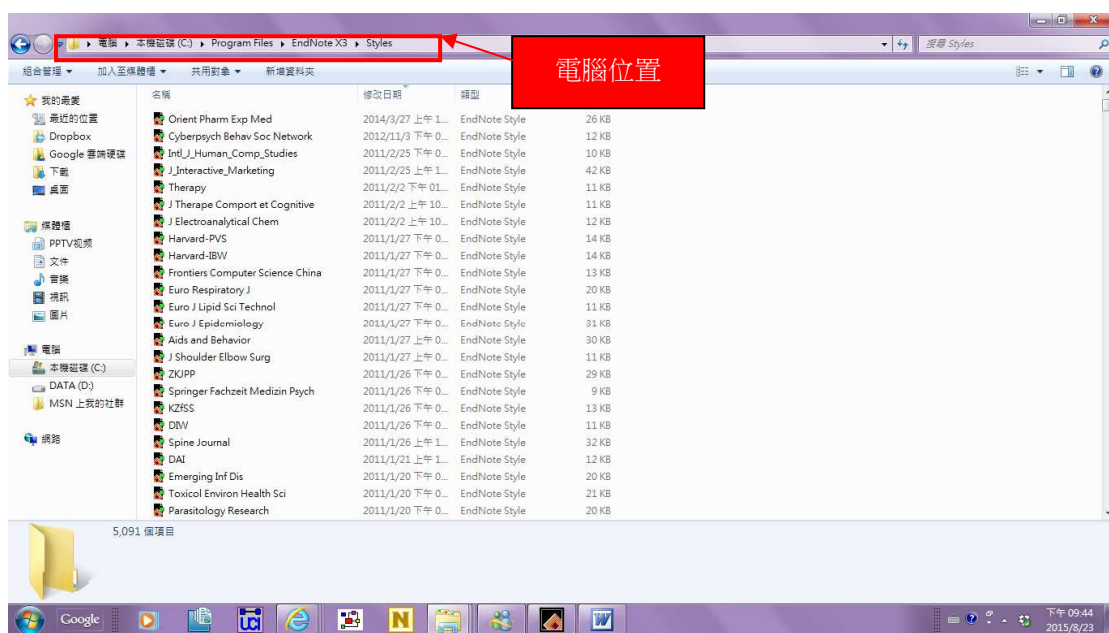 電腦 ▸ 本機磁碟 (C:) ▸ Program Files ▸ EndNote X3 ▸ Styles
搜尋 Styles
電腦位置
組合管理 ▾ 加入至媒體櫃 ▾ 共用對象 ▾ 新增資料夾
我的最愛
最近的位置
Dropbox
Google 雲端硬碟
下載
桌面
媒體櫃
PPTV视频
文件
音樂
視訊
圖片
電腦
本機磁碟 (C:)
DATA (D:)
MSN 上我的社群
網路
名稱 修改日期 類型
Orient Pharm Exp Med 2014/3/27 上午 1... EndNote Style 26 KB
Cyberpsych Behav Soc Network 2012/11/3 下午 0... EndNote Style 12 KB
Intl_J_Human_Comp_Studies 2011/2/25 下午 0... EndNote Style 10 KB
J_Interactive_Marketing 2011/2/25 上午 1... EndNote Style 42 KB
Therapy 2011/2/2 下午 01... EndNote Style 11 KB
J Therape Comport et Cognitive 2011/2/2 上午 10... EndNote Style 11 KB
J Electroanalytical Chem 2011/2/2 上午 10... EndNote Style 12 KB
Harvard-PVS 2011/1/27 下午 0... EndNote Style 14 KB
Harvard-IBW 2011/1/27 下午 0... EndNote Style 14 KB
Frontiers Computer Science China 2011/1/27 下午 0... EndNote Style 13 KB
Euro Respiratory J 2011/1/27 下午 0... EndNote Style 20 KB
Euro J Lipid Sci Technol 2011/1/27 下午 0... EndNote Style 11 KB
Euro J Epidemiology 2011/1/27 下午 0... EndNote Style 31 KB
Aids and Behavior 2011/1/27 上午 0... EndNote Style 30 KB
J Shoulder Elbow Surg 2011/1/27 上午 0... EndNote Style 11 KB
ZKJPP 2011/1/26 下午 0... EndNote Style 29 KB
Springer Fachzeit Medizin Psych 2011/1/26 下午 0... EndNote Style 9 KB
KZfSS 2011/1/26 下午 0... EndNote Style 13 KB
DIW 2011/1/26 下午 0... EndNote Style 11 KB
Spine Journal 2011/1/26 上午 1... EndNote Style 32 KB
DAI 2011/1/21 上午 1... EndNote Style 12 KB
Emerging Inf Dis 2011/1/20 下午 0... EndNote Style 20 KB
Toxicol Environ Health Sci 2011/1/20 下午 0... EndNote Style 21 KB
Parasitology Research 2011/1/20 下午 0... EndNote Style 20 KB
5,091 個項目
Google
UCI
N
W
下午 09:44
2015/8/23